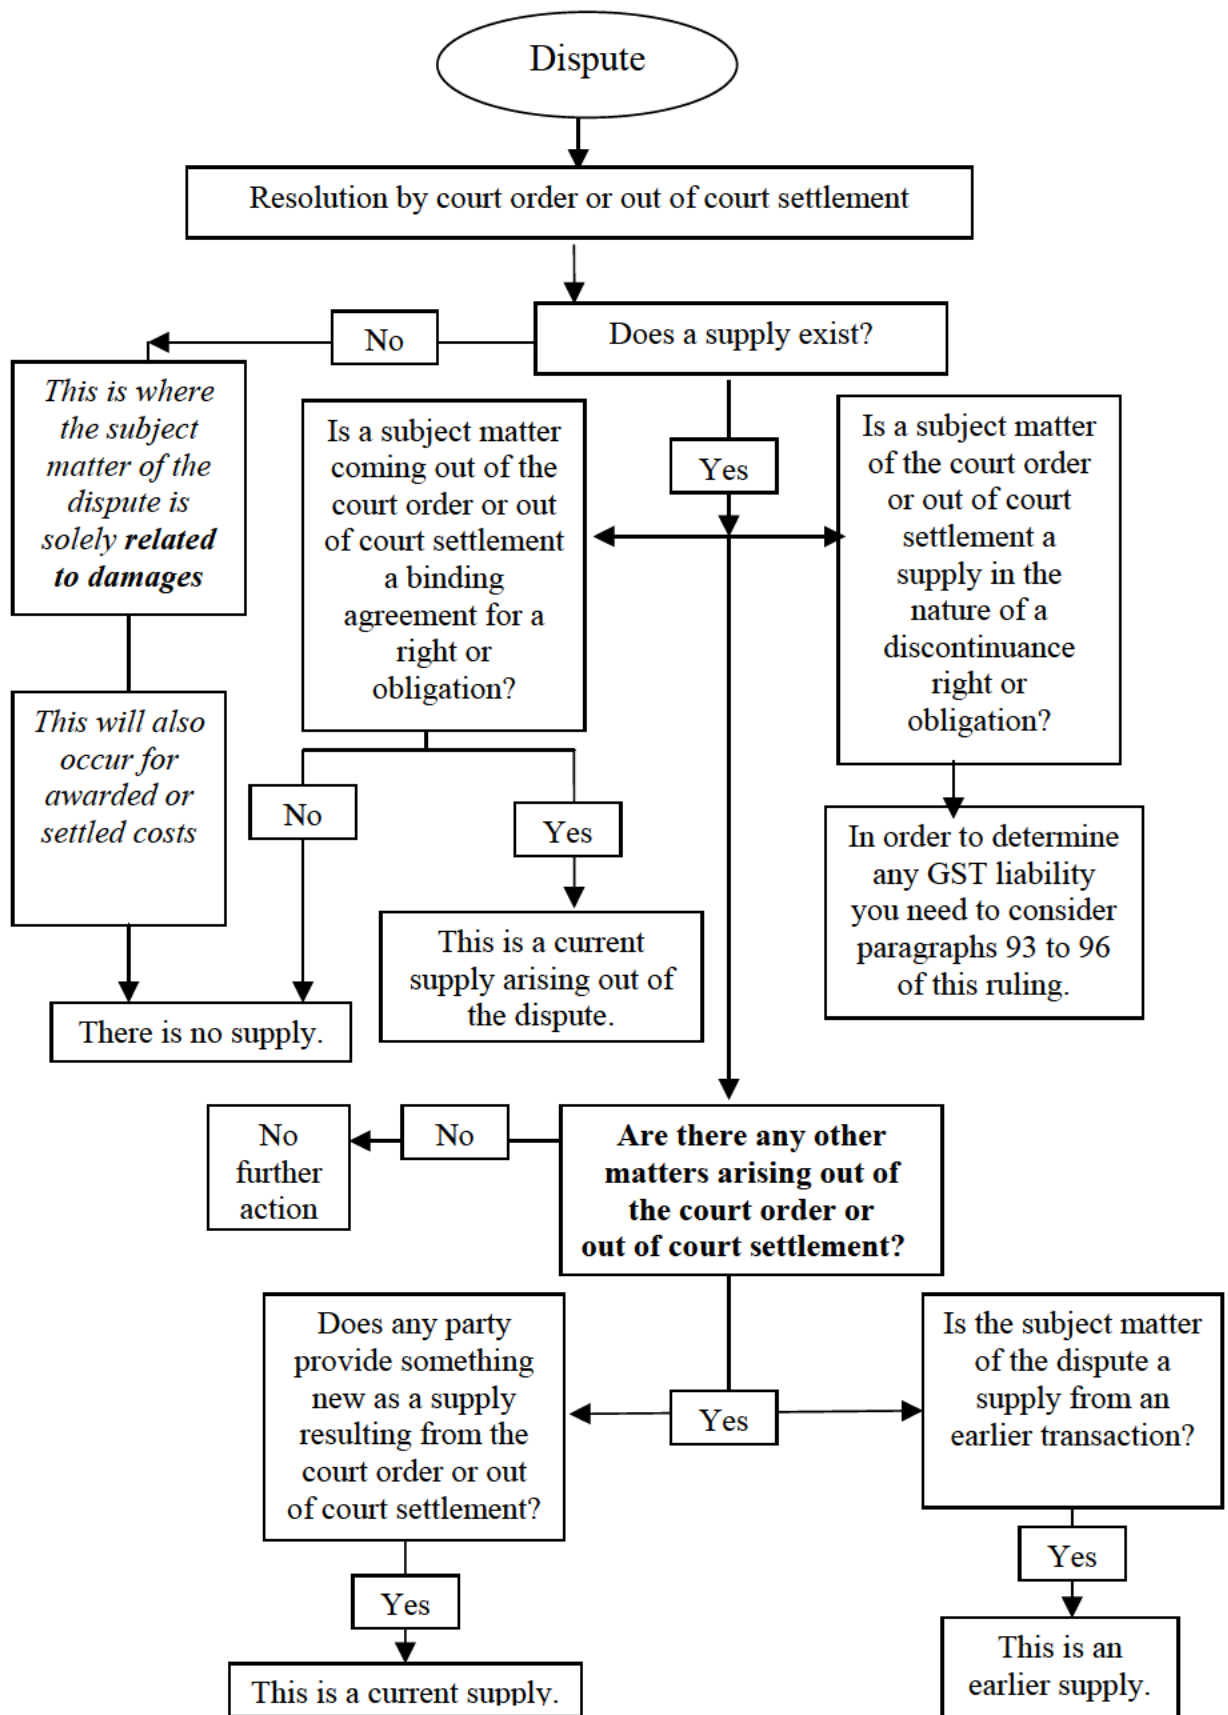 Dispute
Resolution by court order or out of court settlement
Does a supply exist?
No
This is where
the subject
matter of the
dispute is
solely related
to damages
This will also
occur for
awarded or
settled costs
Yes
Is a subject matter
coming out of the
court order or out
of court settlement
a binding
agreement for a
right or
obligation?
No
Yes
There is no supply.
This is a current
supply arising out of
the dispute.
Is a subject matter
of the court order
or out of court
settlement a
supply in the
nature of a
discontinuance
right or
obligation?
In order to determine
any GST liability
you need to consider
paragraphs 93 to 96
of this ruling.
Are there any other
matters arising out of
the court order or
out of court settlement?
No
No
further
action
Yes
Does any party
provide something
new as a supply
resulting from the
court order or out
of court settlement?
Yes
This is a current supply.
Is the subject matter
of the dispute a
supply from an
earlier transaction?
Yes
This is an
earlier supply.